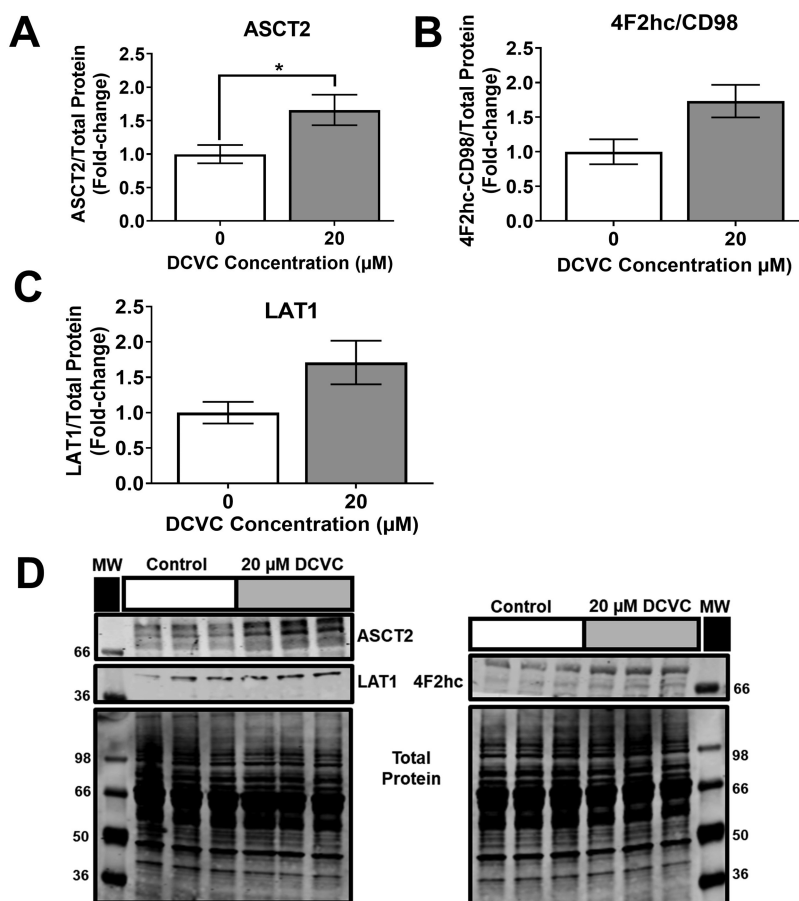 A
ASCT2
ASCT2/Total Protein
(Fold-change)
2.5
2.0
1.5
1.0
0.5
0.0
*
0
20
DCVC Concentration (µM)
B
4F2hc/CD98
4F2hc-CD98/Total Protein
(Fold-change)
2.5
2.0
1.5
1.0
0.5
0.0
0
20
DCVC Concentration µM)
C
LAT1
LAT1/Total Protein
(Fold-change)
2.5
2.0
1.5
1.0
0.5
0.0
0
20
DCVC Concentration (µM)
D
MW
Control
20 µM DCVC
ASCT2
66
LAT1
36
98
66
50
36
Total
Protein
Control
20 µM DCVC
MW
4F2hc
66
98
66
50
36